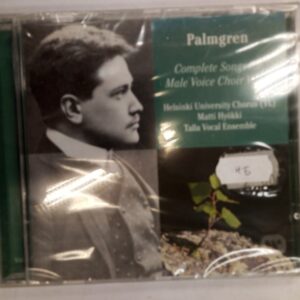 Palmgren
Complete Songs
Male Voice Choir
Helsinki University Chorus (YL)
Matti Hyökki
Talla Vocal Ensemble